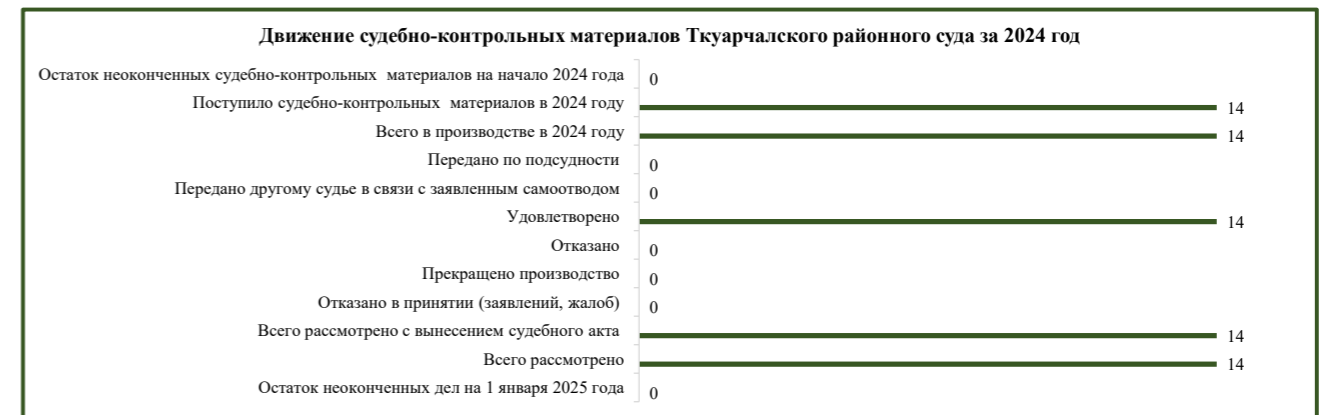 Движение судебно-контрольных материалов Ткуарчалского районного суда за 2024 год
Остаток неоконченных судебно-контрольных материалов на начало 2024 года 0
Поступило судебно-контрольных материалов в 2024 году 14
Всего в производстве в 2024 году 14
Передано по подсудности 0
Передано другому судье в связи с заявленным самоотводом 0
Удовлетворено 14
Отказано 0
Прекращено производство 0
Отказано в принятии (заявлений, жалоб) 0
Всего рассмотрено с вынесением судебного акта 14
Всего рассмотрено 14
Остаток неоконченных дел на 1 января 2025 года 0